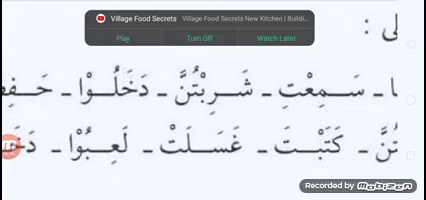 Village Food Secrets Village Food Secrets New Kitchen | Buildi...
Play Turn Off Watch Later
لى :
ا - سَمِعْتِ - شَرِبْتُنَّ - دَخَلُوْا - حَفِظ
تُنَّ - كَتَبْتَ - غَسَلَتْ - لَعِبُوْا - دَخَ
Recorded by Mobizen